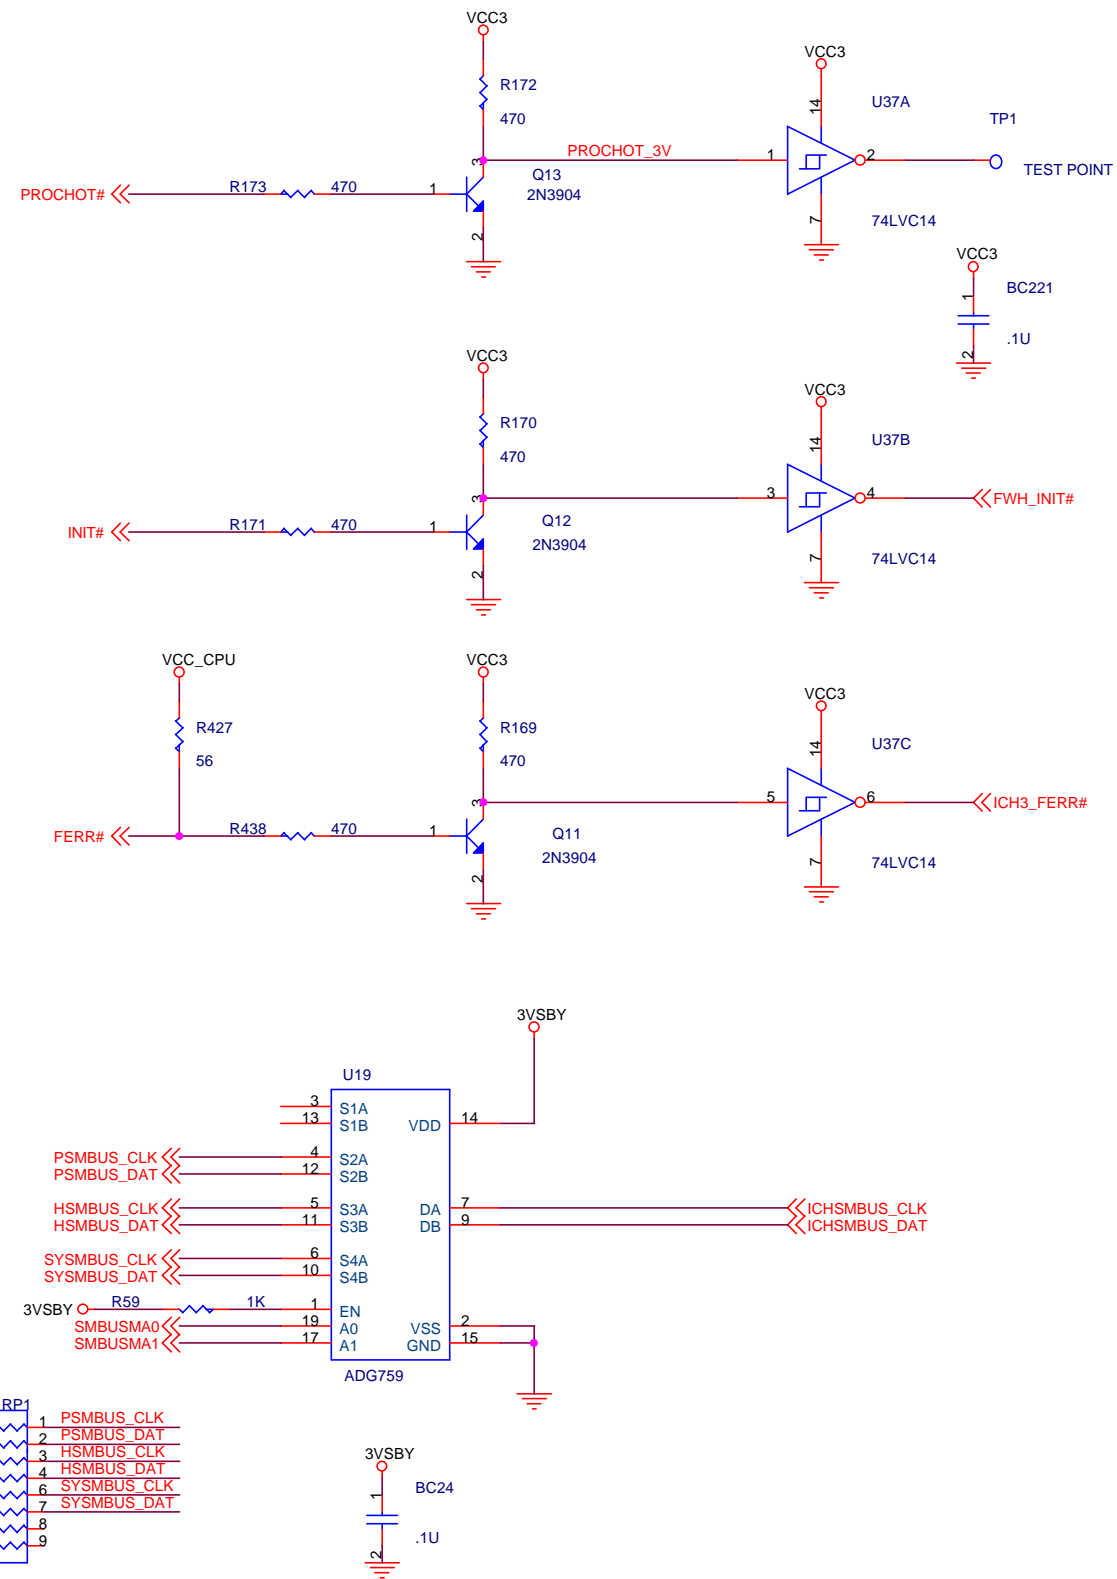 VCC3
R172
470
3
PROCHOT_3V
Q13
2N3904
PROCHOT#
R173
470
1
2
VCC3
14
U37A
1
2
7
74LVC14
TP1
TEST POINT
VCC3
1
BC221
.1U
2
VCC3
R170
470
3
Q12
2N3904
INIT#
R171
470
1
2
VCC3
14
U37B
3
4
7
74LVC14
FWH_INIT#
VCC_CPU
R427
56
VCC3
R169
470
3
Q11
2N3904
FERR#
R438
470
1
2
VCC3
14
U37C
5
6
7
74LVC14
ICH3_FERR#
3VSBY
U19
3 S1A
13 S1B
VDD 14
PSMBUS_CLK 4 S2A
PSMBUS_DAT 12 S2B
HSMBUS_CLK 5 S3A
DA 7 ICHSMBUS_CLK
HSMBUS_DAT 11 S3B
DB 9 ICHSMBUS_DAT
SYSMBUS_CLK 6 S4A
SYSMBUS_DAT 10 S4B
3VSBY R59 1K 1 EN
SMBUSMA0 19 A0
VSS 2
SMBUSMA1 17 A1
GND 15
ADG759
RP1
1 PSMBUS_CLK
2 PSMBUS_DAT
3 HSMBUS_CLK
4 HSMBUS_DAT
6 SYSMBUS_CLK
7 SYSMBUS_DAT
8
9
3VSBY
1
BC24
.1U
2